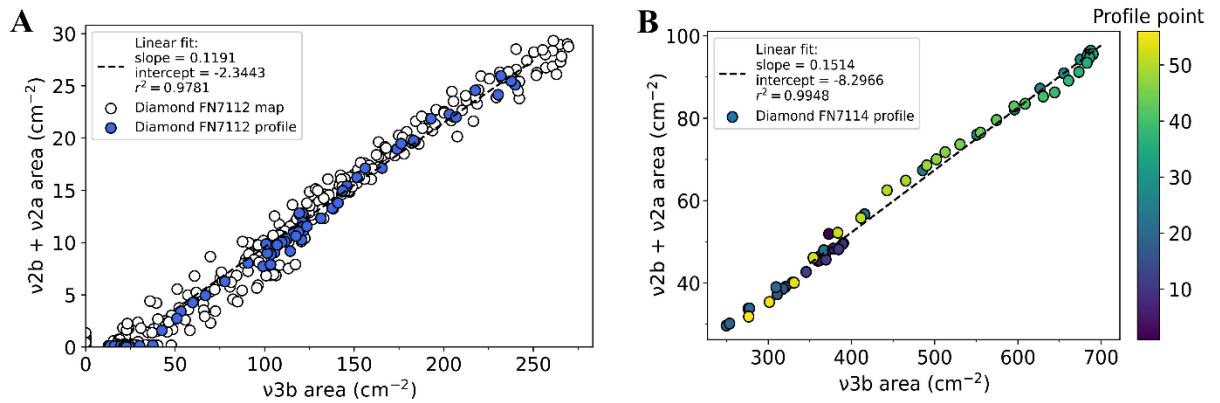 A
30
25
20
15
10
5
0
ν2b + ν2a area (cm⁻²)
Linear fit:
slope = 0.1191
intercept = -2.3443
r² = 0.9781
Diamond FN7112 map
Diamond FN7112 profile
0 50 100 150 200 250
ν3b area (cm⁻²)
B
100
80
60
40
ν2b + ν2a area (cm⁻²)
Linear fit:
slope = 0.1514
intercept = -8.2966
r² = 0.9948
Diamond FN7114 profile
300 400 500 600 700
ν3b area (cm⁻²)
Profile point
50
40
30
20
10